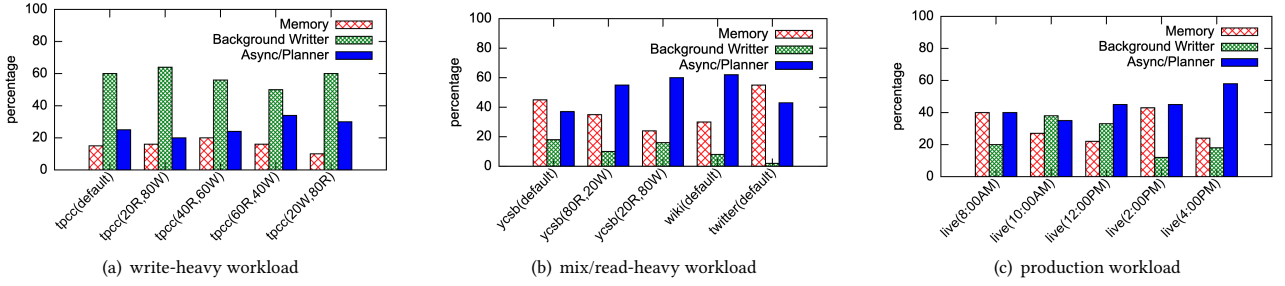 100
80
60
40
20
0
percentage
Memory
Background Writter
Async/Planner
tpcc(default)
tpcc(20R,80W)
tpcc(40R,60W)
tpcc(60R,40W)
tpcc(20W,80R)
(a) write-heavy workload
100
80
60
40
20
0
percentage
Memory
Background Writter
Async/Planner
ycsb(default)
ycsb(80R,20W)
ycsb(20R,80W)
wiki(default)
twitter(default)
(b) mix/read-heavy workload
100
80
60
40
20
0
percentage
Memory
Background Writter
Async/Planner
live(8:00AM)
live(10:00AM)
live(12:00PM)
live(2:00PM)
live(4:00PM)
(c) production workload